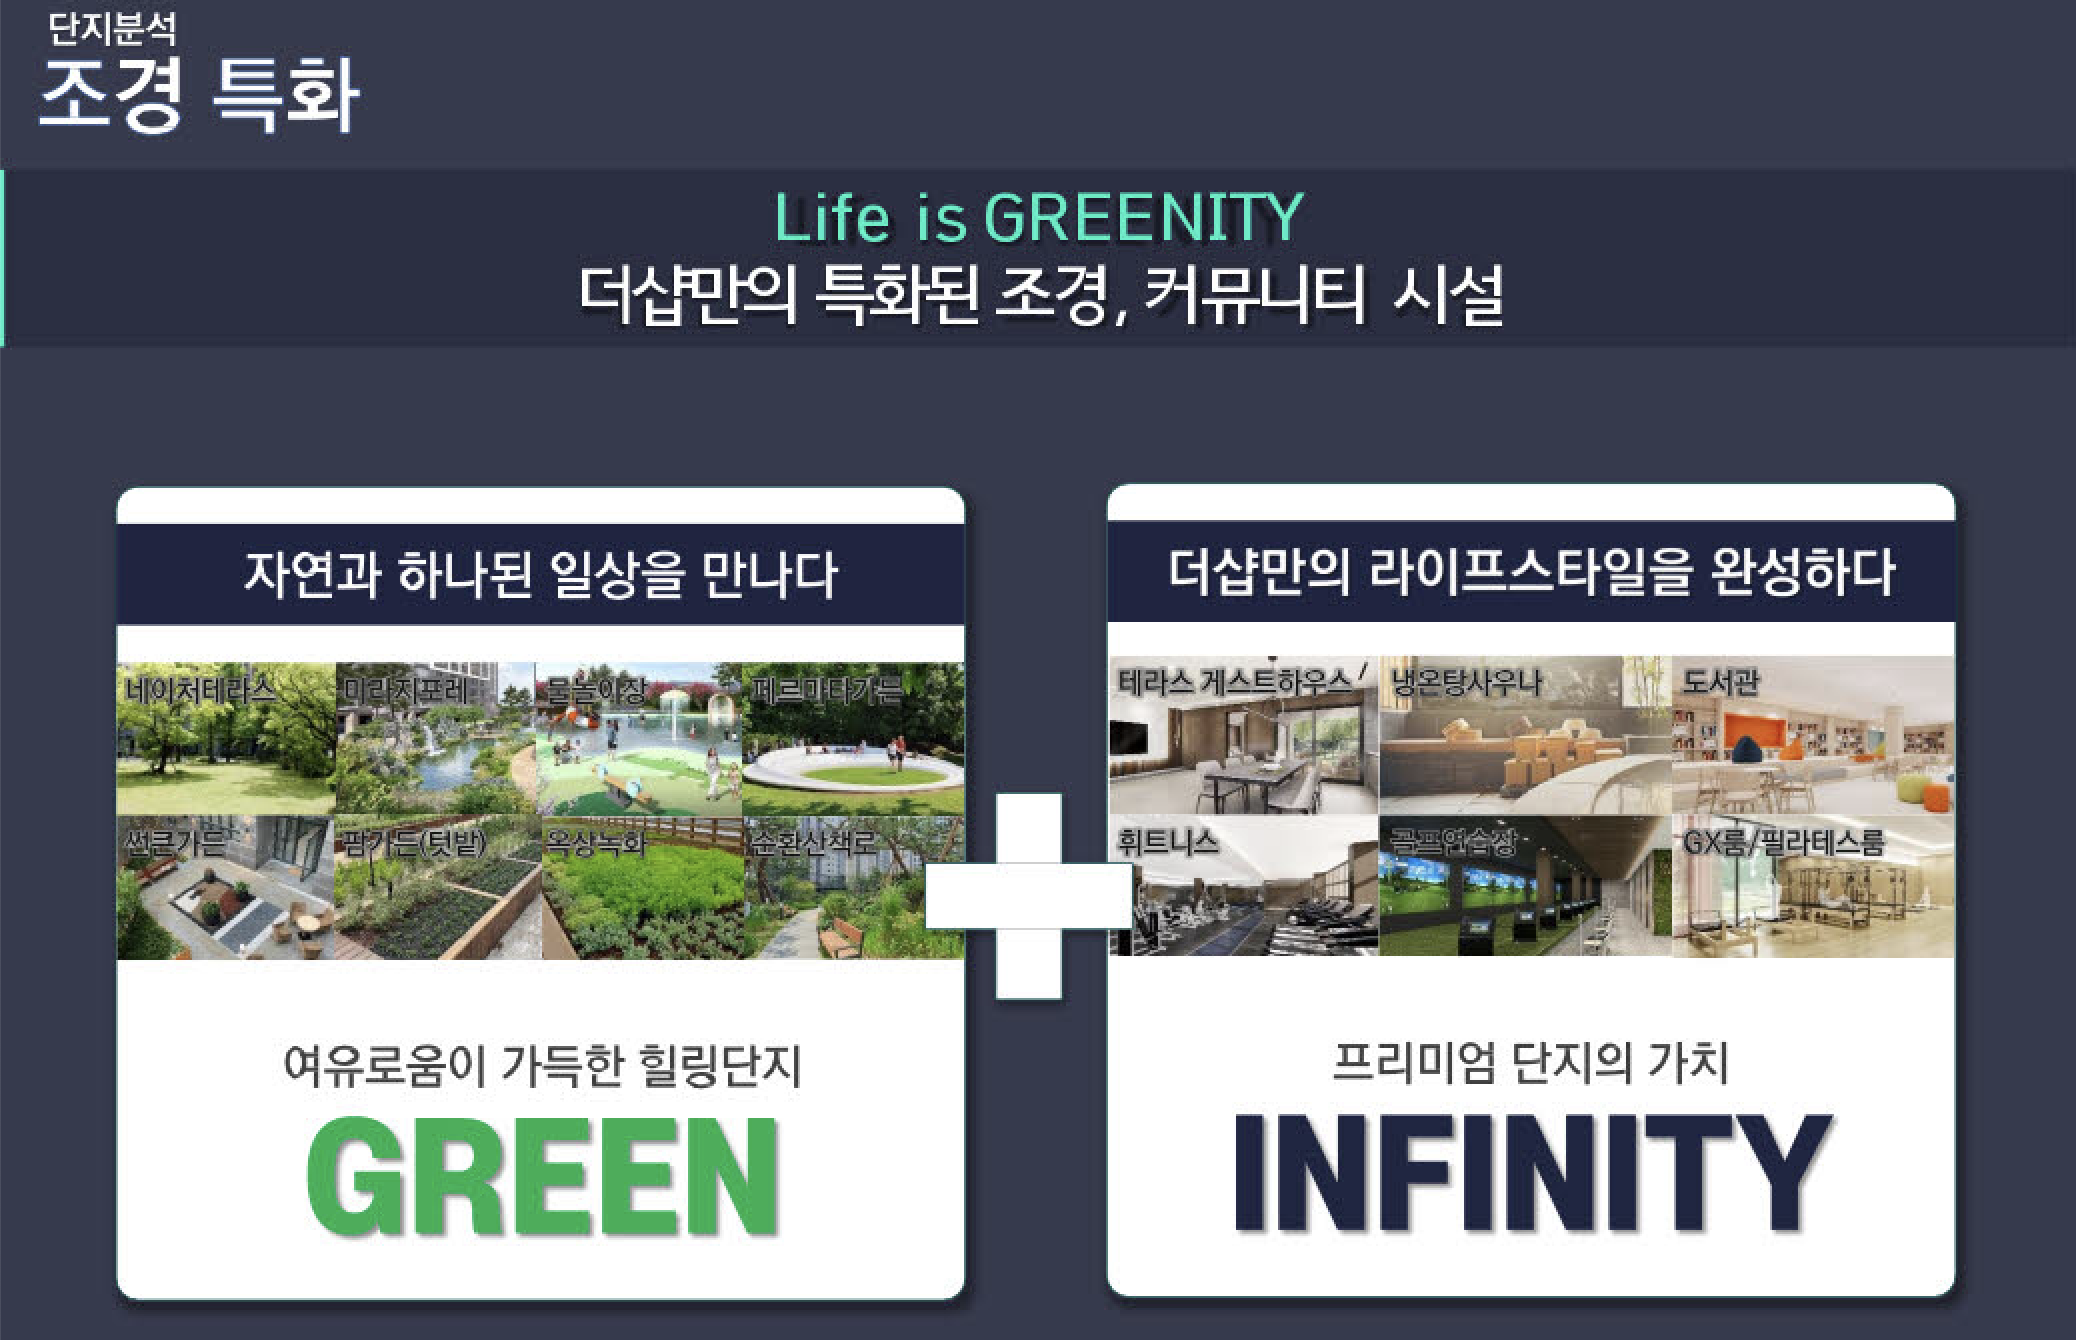 단지분석
조경 특화
Life is GREENITY
더샵만의 특화된 조경, 커뮤니티 시설
자연과 하나된 일상을 만나다
네이처테라스 미라지포레 물놀이장 페르마타가든
썬큰가든 팜가든(텃밭) 옥상녹화 순환산책로
여유로움이 가득한 힐링단지
GREEN
더샵만의 라이프스타일을 완성하다
테라스 게스트하우스 냉온탕사우나 도서관
휘트니스 골프연습장 GX룸/필라테스룸
프리미엄 단지의 가치
INFINITY